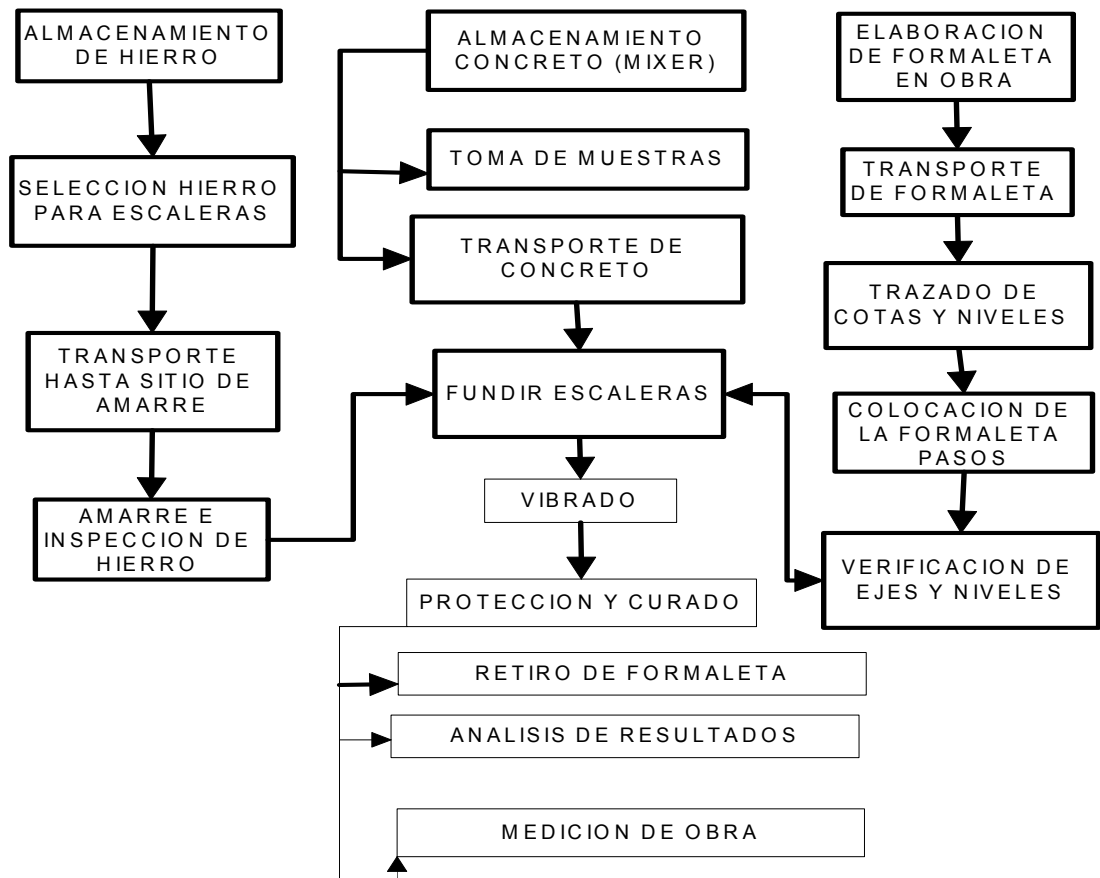 ALMACENAMIENTO
DE HIERRO
SELECCION HIERRO
PARA ESCALERAS
TRANSPORTE
HASTA SITIO DE
AMARRE
AMARRE E
INSPECCION DE
HIERRO
ALMACENAMIENTO
CONCRETO (MIXER)
TOMA DE MUESTRAS
TRANSPORTE DE
CONCRETO
FUNDIR ESCALERAS
VIBRADO
PROTECCION Y CURADO
RETIRO DE FORMALETA
ANALISIS DE RESULTADOS
MEDICION DE OBRA
ELABORACION
DE FORMALETA
EN OBRA
TRANSPORTE
DE FORMALETA
TRAZADO DE
COTAS Y NIVELES
COLOCACION DE
LA FORMALETA
PASOS
VERIFICACION DE
EJES Y NIVELES